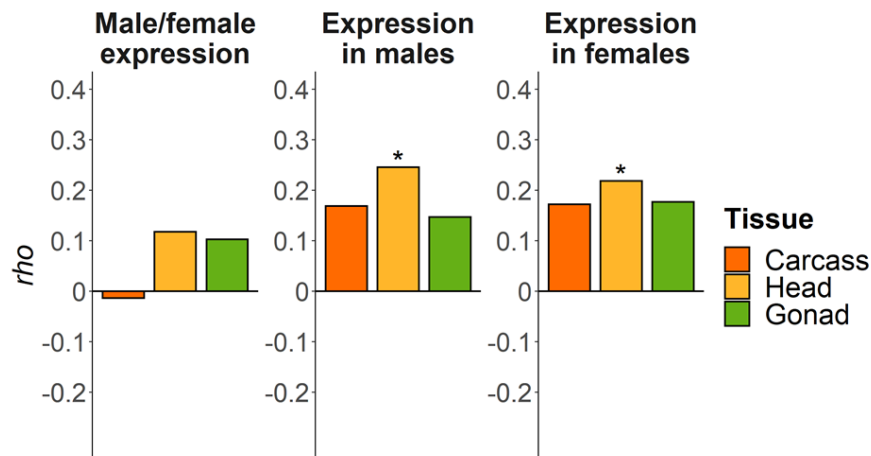 Male/female
expression
Expression
in males
Expression
in females
rho
0.4
0.3
0.2
0.1
0
-0.1
-0.2
0.4
0.3
0.2
0.1
0
-0.1
-0.2
*
0.4
0.3
0.2
0.1
0
-0.1
-0.2
*
Tissue
Carcass
Head
Gonad